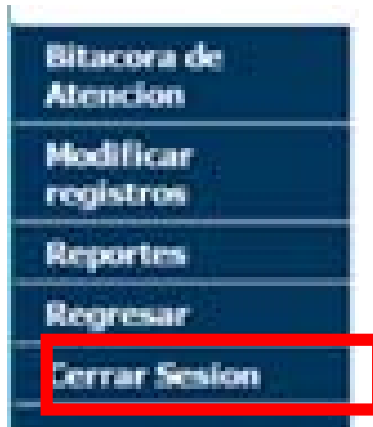 Bitacora de
Atencion
Modificar
registros
Reportes
Regresar
Cerrar Sesion